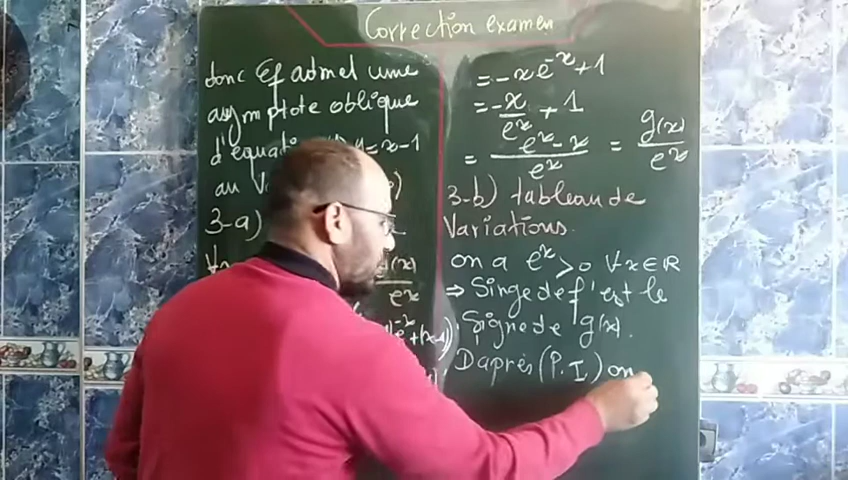 Correction examen
donc Cf admet une
asymptote oblique
d'équation y=x-1
au
3-a)
g(x)
e^x
= -xe^-x + 1
= -x/e^x + 1
= e^x - x / e^x = g(x)/e^x
3-b) tableau de
Variations.
on a e^x > 0 ∀x∈ℝ
⇒ Singe de f' est le
Signe de g(x).
D'après (P.I.) on